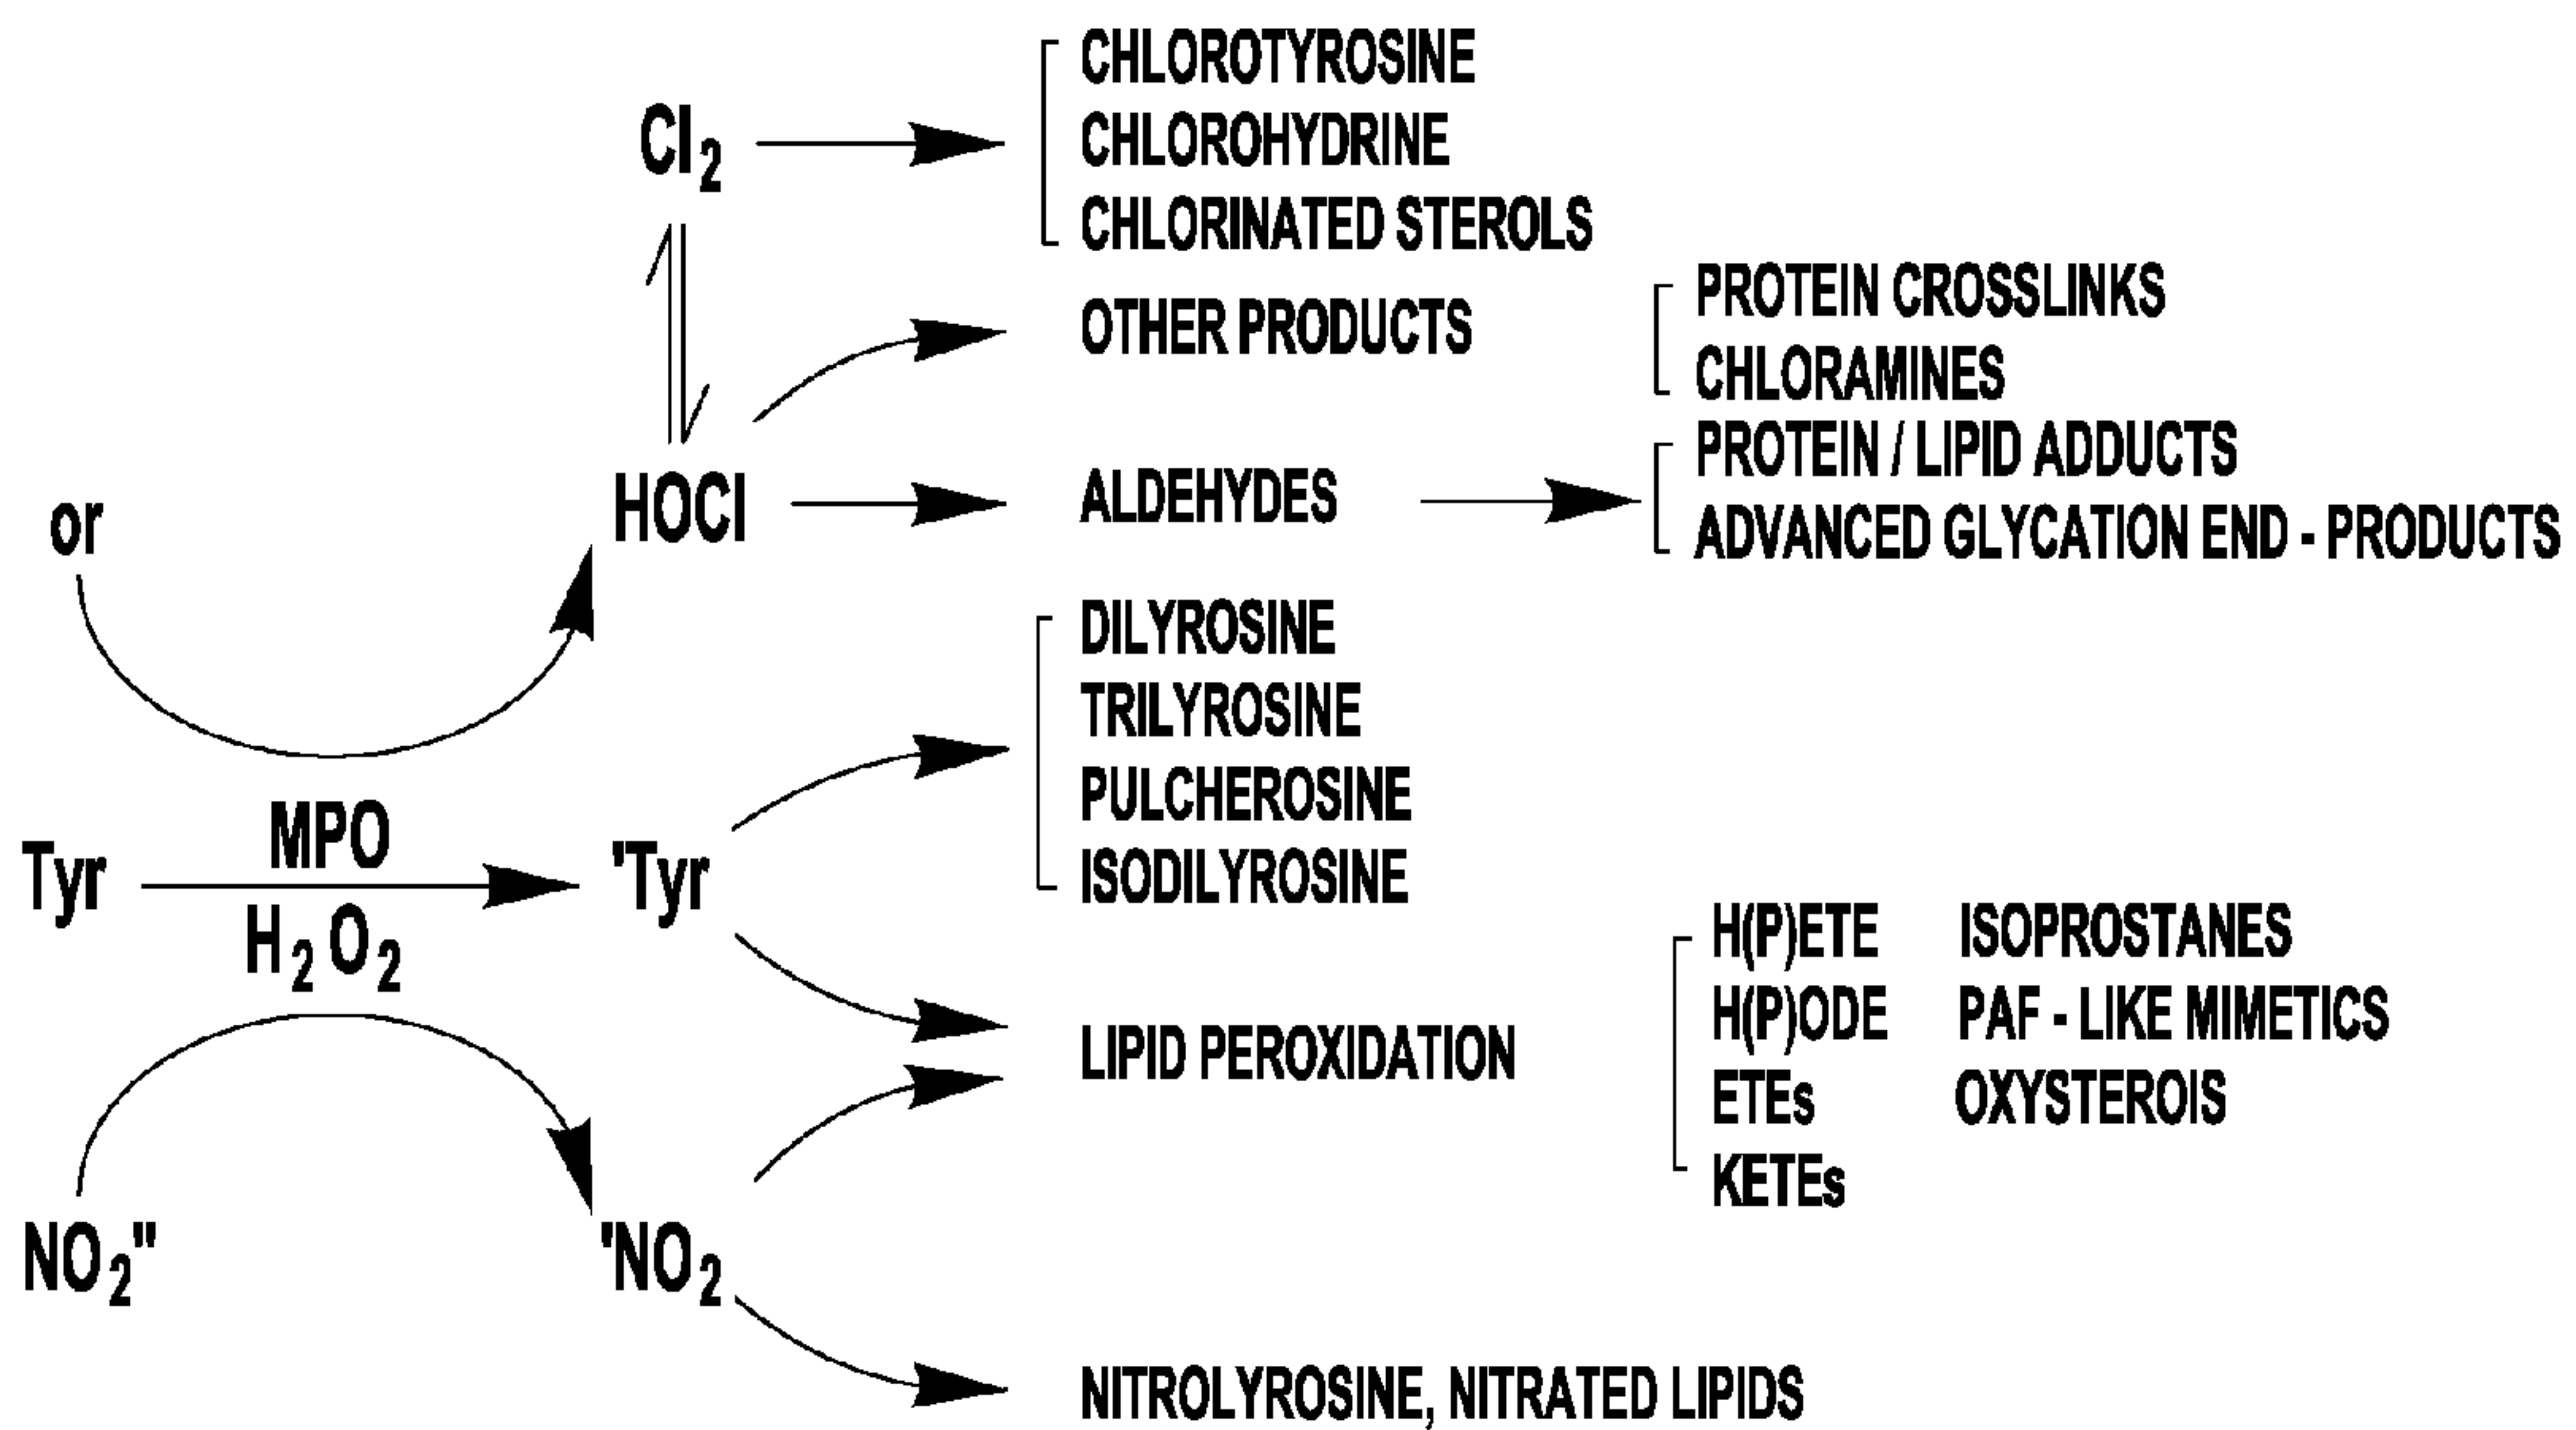 CHLOROTYROSINE
Cl2
CHLOROHYDRINE
CHLORINATED STEROLS
OTHER PRODUCTS
PROTEIN CROSSLINKS
CHLORAMINES
or
HOCl
ALDEHYDES
PROTEIN / LIPID ADDUCTS
ADVANCED GLYCATION END - PRODUCTS
DILYROSINE
TRILYROSINE
PULCHEROSINE
ISODILYROSINE
Tyr
MPO
H2O2
'Tyr
LIPID PEROXIDATION
H(P)ETE ISOPROSTANES
H(P)ODE PAF - LIKE MIMETICS
ETEs OXYSTEROIS
KETEs
NO2"
'NO2
NITROLYROSINE, NITRATED LIPIDS